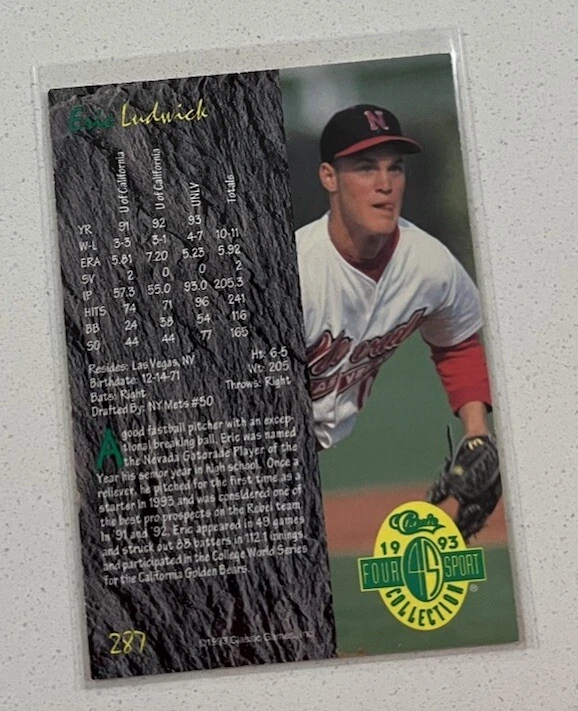 Eric Ludwick
U of California U of California UNLV Totals
YR 91 92 93
W-L 3-3 3-1 4-7 10-11
ERA 5.81 7.20 5.23 5.92
SV 2 0 0 2
IP 57.3 55.0 93.0 205.3
HITS 74 71 96 241
BB 24 38 54 116
SO 44 44 77 165
Resides: Las Vegas, NV Ht: 6-5
Birthdate: 12-14-71 Wt: 205
Bats: Right Throws: Right
Drafted By: NY Mets #50
A good fastball pitcher with an excep-
tional breaking ball, Eric was named
the Nevada Gatorade Player of the
Year his senior year in high school. Once a
reliever, he pitched for the first time as a
starter in 1993 and was considered one of
the best pro prospects on the Rebel team.
In '91 and '92, Eric appeared in 49 games
and struck out 88 batters in 112.1 innings
and participated in the College World Series
for the California Golden Bears.
287
©1993 Classic Games, Inc.
N
Classic
1993
FOUR 4S SPORT
COLLECTION
®